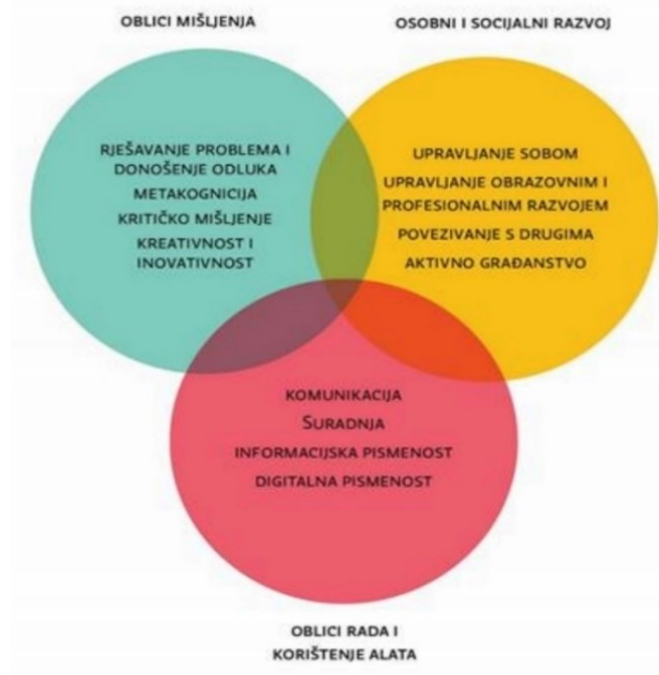 OBLICI MIŠLJENJA
OSOBNI I SOCIJALNI RAZVOJ
RJEŠAVANJE PROBLEMA I
DONOŠENJE ODLUKA
METAKOGNICIJA
KRITIČKO MIŠLJENJE
KREATIVNOST I
INOVATIVNOST
UPRAVLJANJE SOBOM
UPRAVLJANJE OBRAZOVNIM I
PROFESIONALNIM RAZVOJEM
POVEZIVANJE S DRUGIMA
AKTIVNO GRAĐANSTVO
KOMUNIKACIJA
SURADNJA
INFORMACIJSKA PISMENOST
DIGITALNA PISMENOST
OBLICI RADA I
KORIŠTENJE ALATA